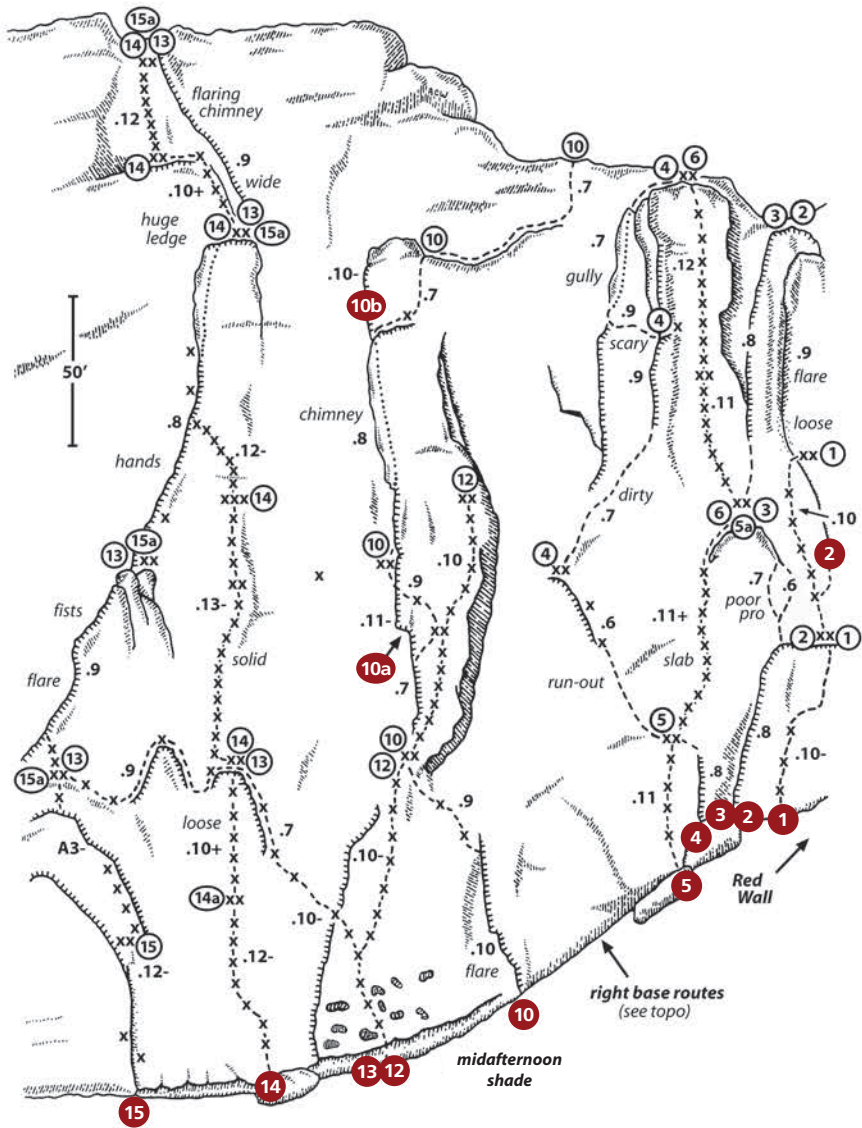 15a
14 13
flaring
chimney
.12
14
.10+
.9
wide
huge
ledge
13
14 15a
50'
.8
hands
.12-
14
13 15a
fists
.9
flare
.13-
solid
13
15a
.9
14
13
loose
.10+
.7
A3-
14a
15
.12-
.12-
10
.7
10
.10-
10b
.7
chimney
.8
12
10
.10
.9
.11-
10a
.7
10
12
.9
.10-
.10-
.10
flare
4 6
3 2
.7
gully
.12
.9
4
scary
.9
.8
.9
flare
.11
loose
1
dirty
.7
6 3
5a
.10
2
4
.7
.6
poor
pro
.6
.11+
slab
run-out
2 1
5
.8
.8
.10-
.11
3 2 1
4
5
Red
Wall
right base routes
(see topo)
10
midafternoon
shade
13 12
14
15